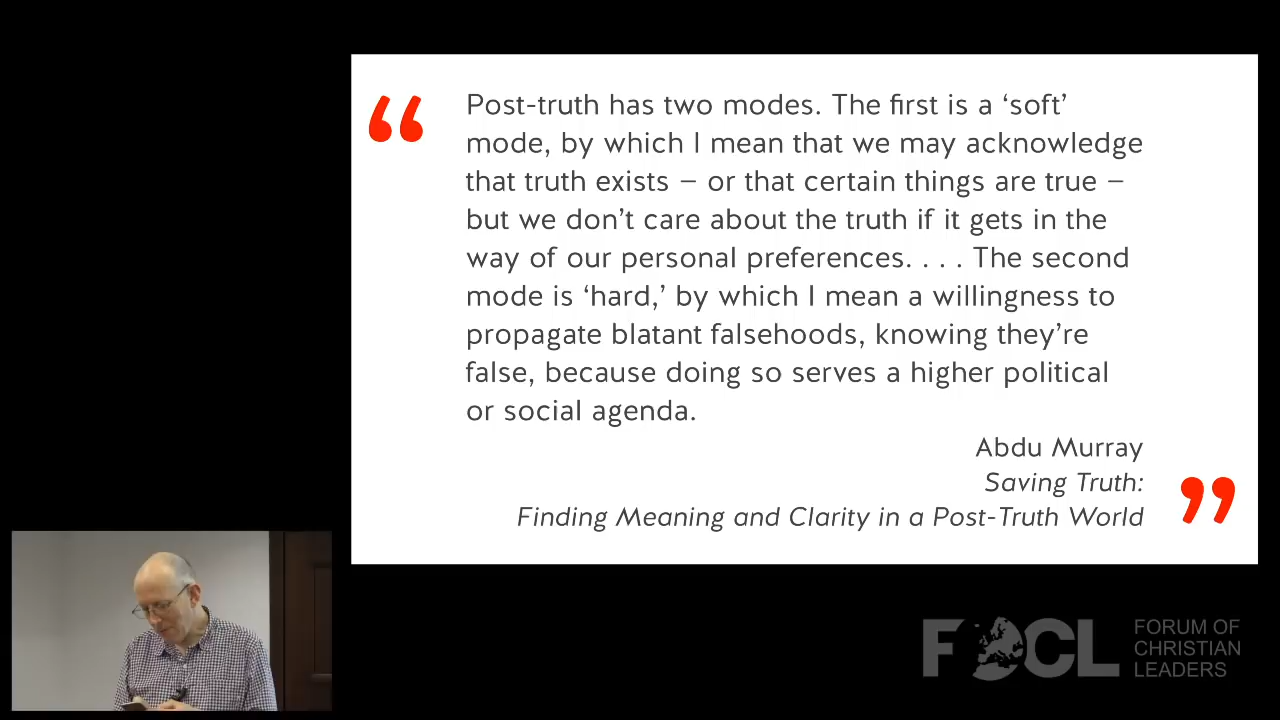 “
Post-truth has two modes. The first is a ‘soft’
mode, by which I mean that we may acknowledge
that truth exists – or that certain things are true –
but we don’t care about the truth if it gets in the
way of our personal preferences. . . . The second
mode is ‘hard,’ by which I mean a willingness to
propagate blatant falsehoods, knowing they’re
false, because doing so serves a higher political
or social agenda.
Abdu Murray
Saving Truth:
Finding Meaning and Clarity in a Post-Truth World
”
FOCL
FORUM OF
CHRISTIAN
LEADERS